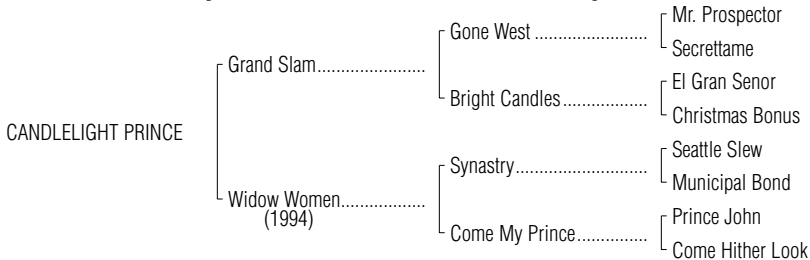 Mr. Prospector
Gone West ........................
Secrettame
Grand Slam.......................
El Gran Senor
Bright Candles..................
Christmas Bonus
CANDLELIGHT PRINCE
Seattle Slew
Synastry............................
Municipal Bond
Widow Women..................
(1994)
Prince John
Come My Prince...............
Come Hither Look